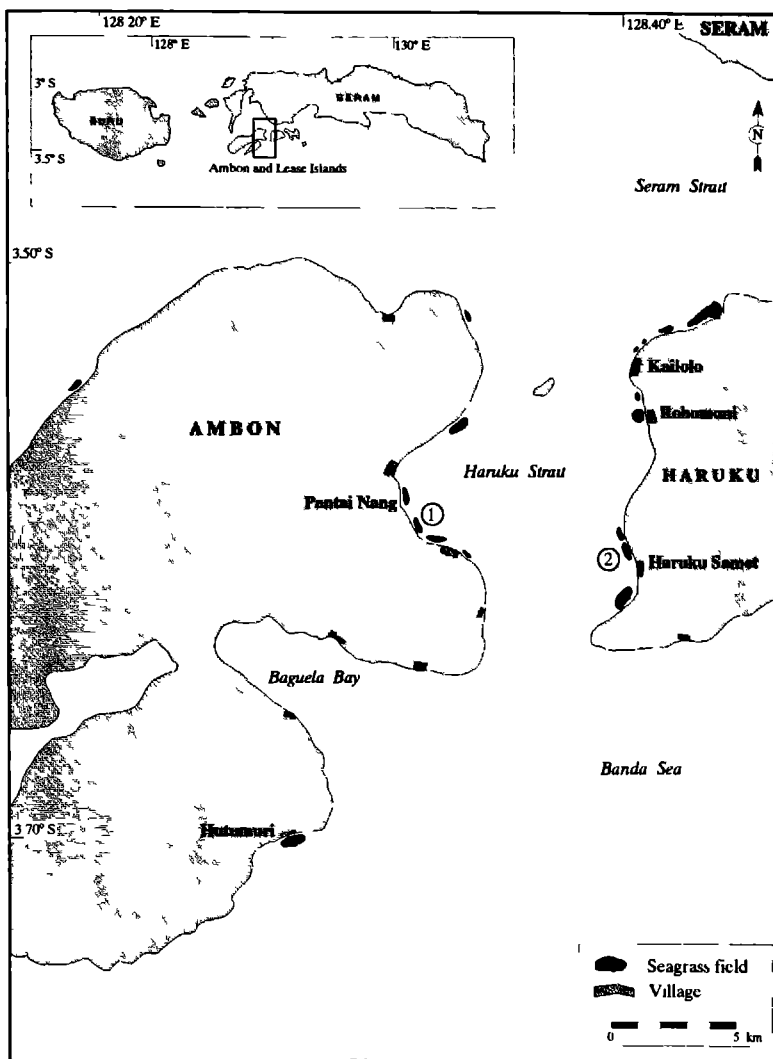 128 20' E
128.40' E
SERAM
128° E
130° E
3° S
BURU
SERAM
3.5° S
Ambon and Lease Islands
N
Seram Strait
3.50° S
Kailolo
AMBON
Rohomoni
Haruku Strait
HARUKU
Pantai Nang
1
2
Haruku Samet
Baguela Bay
Banda Sea
3 70° S
Hutumuri
Seagrass field
Village
0 5 km